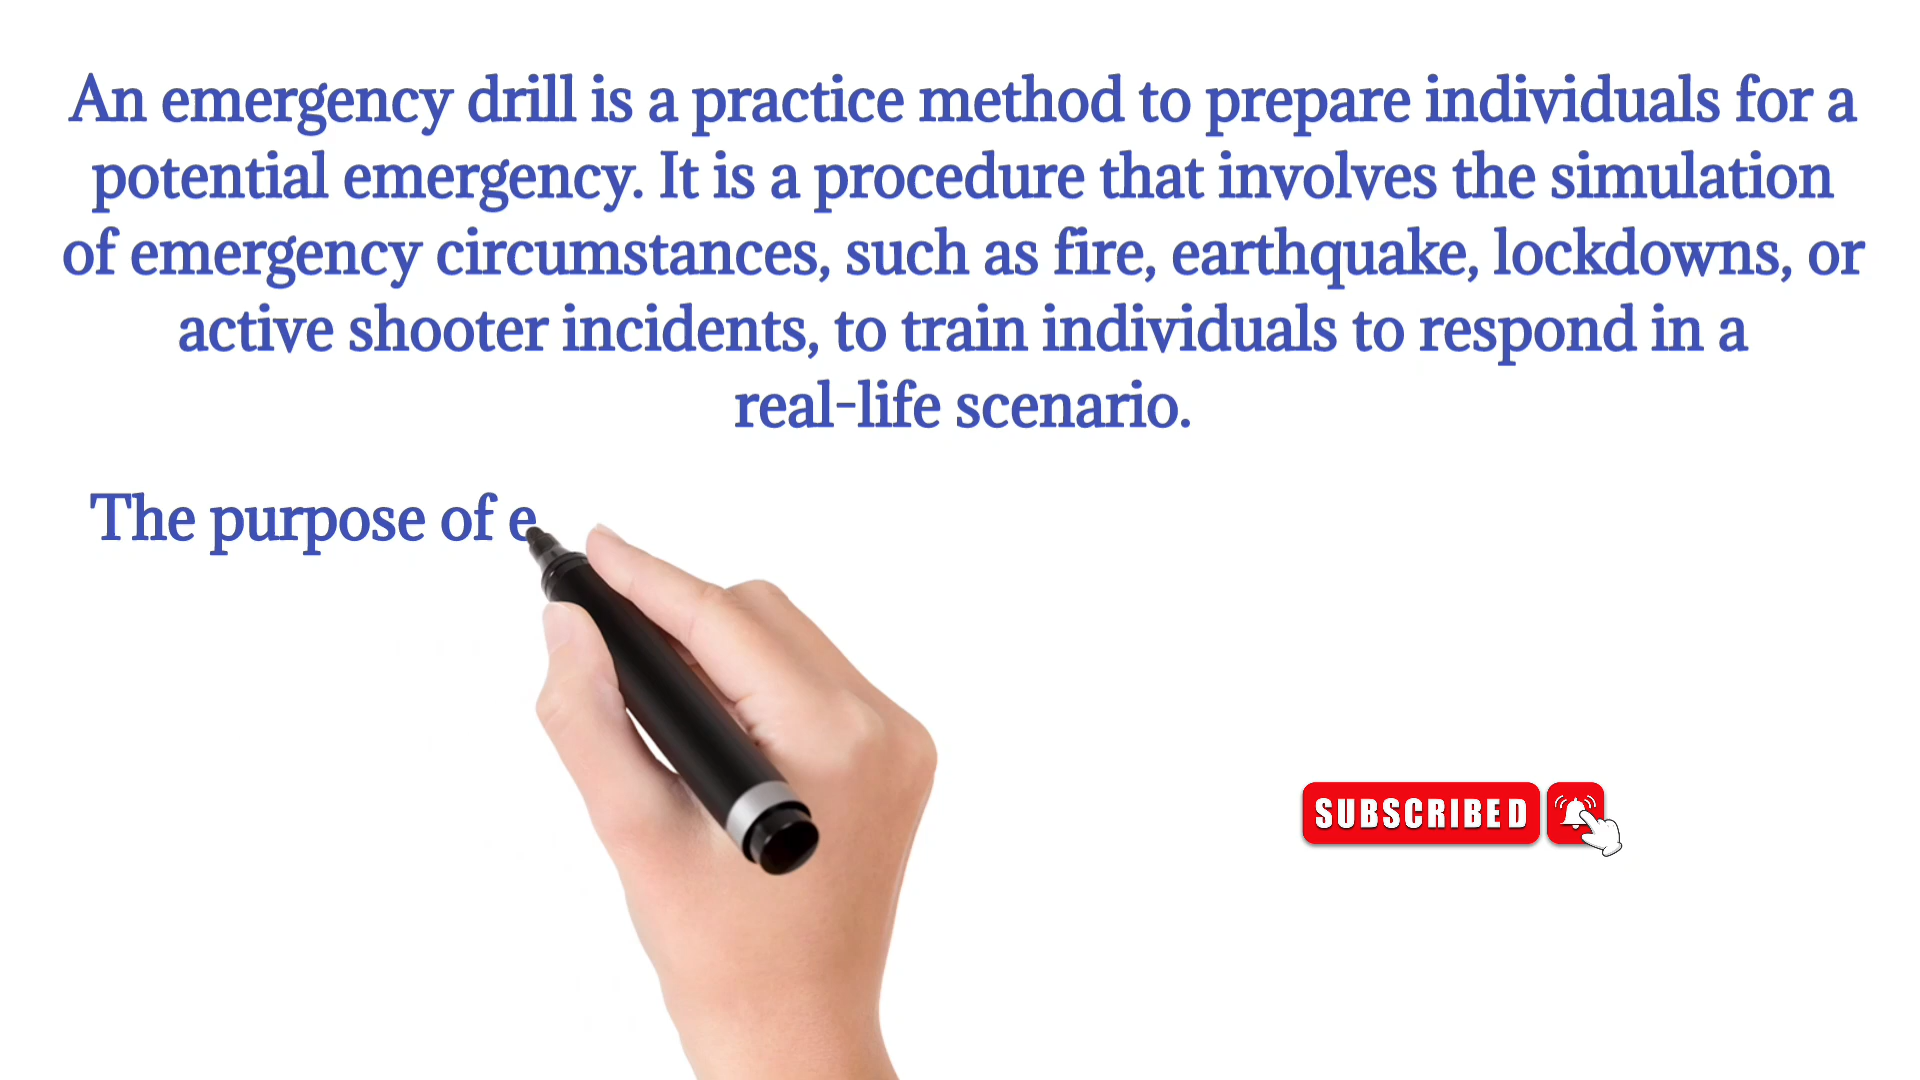 An emergency drill is a practice method to prepare individuals for a
potential emergency. It is a procedure that involves the simulation
of emergency circumstances, such as fire, earthquake, lockdowns, or
active shooter incidents, to train individuals to respond in a
real-life scenario.
The purpose of e
SUBSCRIBED